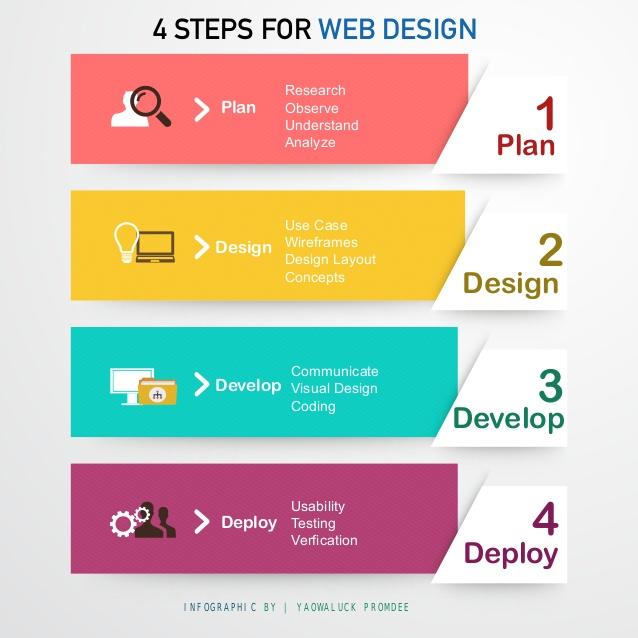 4 STEPS FOR WEB DESIGN
Plan
Research
Observe
Understand
Analyze
1
Plan
Design
Use Case
Wireframes
Design Layout
Concepts
2
Design
Develop
Communicate
Visual Design
Coding
3
Develop
Deploy
Usability
Testing
Verfication
4
Deploy
INFOGRAPHIC BY | YAOWALUCK PROMDEE